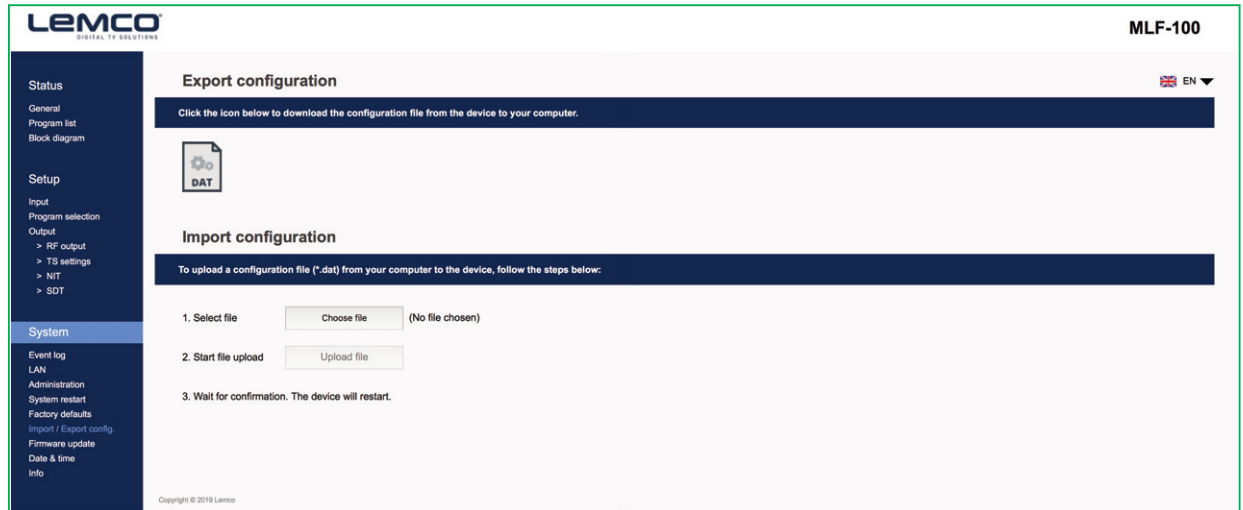 Lemco
DIGITAL TV SOLUTIONS
MLF-100
Status
General
Program list
Block diagram
Setup
Input
Program selection
Output
> RF output
> TS settings
> NIT
> SDT
System
Event log
LAN
Administration
System restart
Factory defaults
Import / Export config.
Firmware update
Date & time
Info
Export configuration
EN
Click the icon below to download the configuration file from the device to your computer.
DAT
Import configuration
To upload a configuration file (*.dat) from your computer to the device, follow the steps below:
1. Select file Choose file (No file chosen)
2. Start file upload Upload file
3. Wait for confirmation. The device will restart.
Copyright © 2019 Lemco